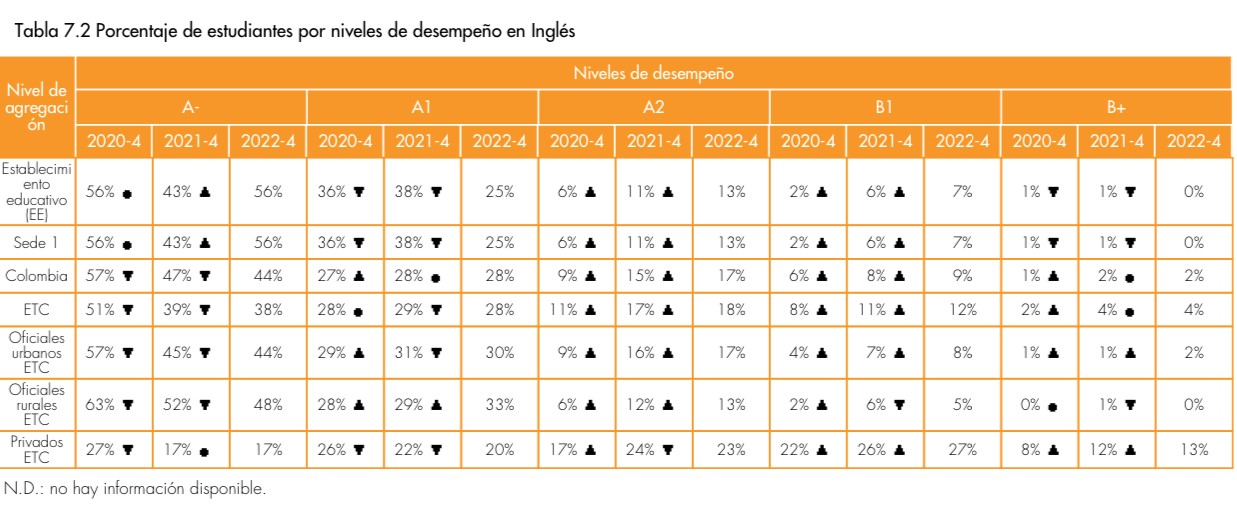 Tabla 7.2 Porcentaje de estudiantes por niveles de desempeño en Inglés
Nivel de
agregaci
ón
Niveles de desempeño
A- A1 A2 B1 B+
2020-4 2021-4 2022-4 2020-4 2021-4 2022-4 2020-4 2021-4 2022-4 2020-4 2021-4 2022-4 2020-4 2021-4 2022-4
Establecimi
ento
educativo
(EE)
56% ● 43% ▲ 56% 36% ▼ 38% ▼ 25% 6% ▲ 11% ▲ 13% 2% ▲ 6% ▲ 7% 1% ▼ 1% ▼ 0%
Sede 1 56% ● 43% ▲ 56% 36% ▼ 38% ▼ 25% 6% ▲ 11% ▲ 13% 2% ▲ 6% ▲ 7% 1% ▼ 1% ▼ 0%
Colombia 57% ▼ 47% ▼ 44% 27% ▲ 28% ● 28% 9% ▲ 15% ▲ 17% 6% ▲ 8% ▲ 9% 1% ▲ 2% ● 2%
ETC 51% ▼ 39% ▼ 38% 28% ● 29% ▼ 28% 11% ▲ 17% ▲ 18% 8% ▲ 11% ▲ 12% 2% ▲ 4% ● 4%
Oficiales
urbanos
ETC
57% ▼ 45% ▼ 44% 29% ▲ 31% ▼ 30% 9% ▲ 16% ▲ 17% 4% ▲ 7% ▲ 8% 1% ▲ 1% ▲ 2%
Oficiales
rurales
ETC
63% ▼ 52% ▼ 48% 28% ▲ 29% ▲ 33% 6% ▲ 12% ▲ 13% 2% ▲ 6% ▼ 5% 0% ● 1% ▼ 0%
Privados
ETC
27% ▼ 17% ● 17% 26% ▼ 22% ▼ 20% 17% ▲ 24% ▼ 23% 22% ▲ 26% ▲ 27% 8% ▲ 12% ▲ 13%
N.D.: no hay información disponible.